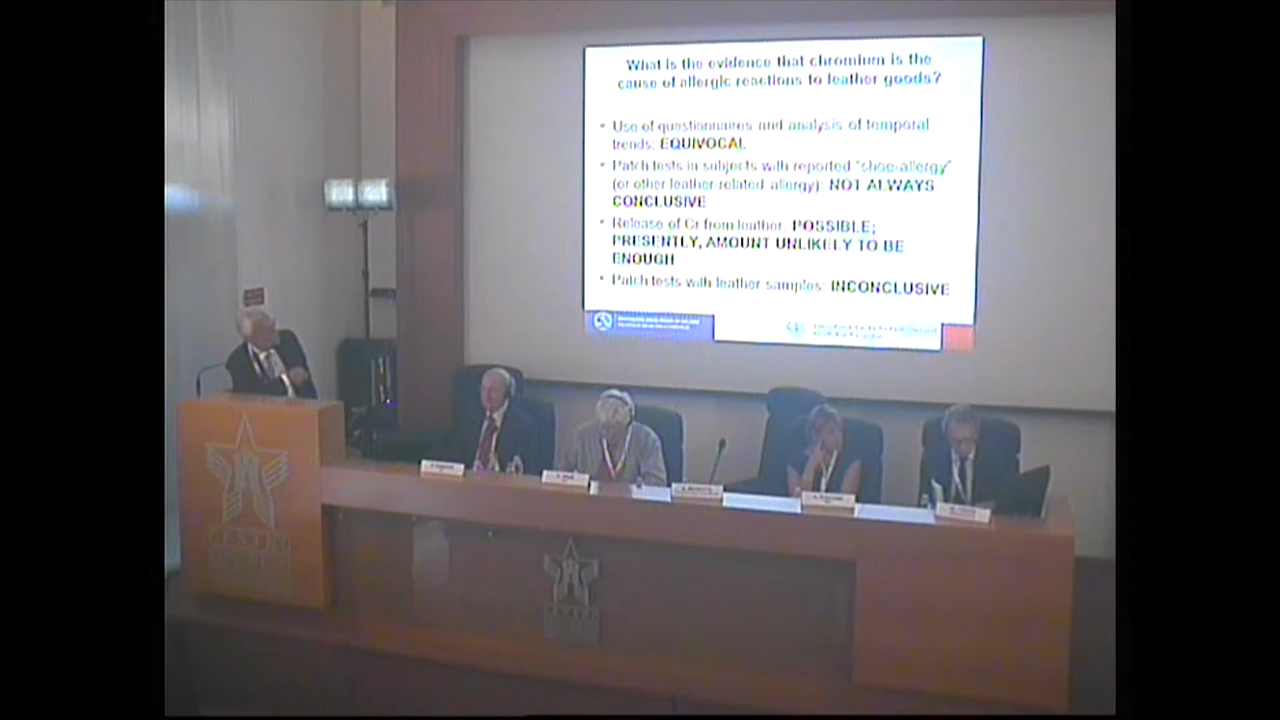 What is the evidence that chromium is the
cause of allergic reactions to leather goods?
• Use of questionnaires and analysis of temporal
trends: EQUIVOCAL
• Patch tests in subjects with reported "shoe-allergy"
(or other leather-related allergy): NOT ALWAYS
CONCLUSIVE
• Release of Cr from leather: POSSIBLE;
PRESENTLY, AMOUNT UNLIKELY TO BE
ENOUGH
• Patch tests with leather samples: INCONCLUSIVE
CENTRO